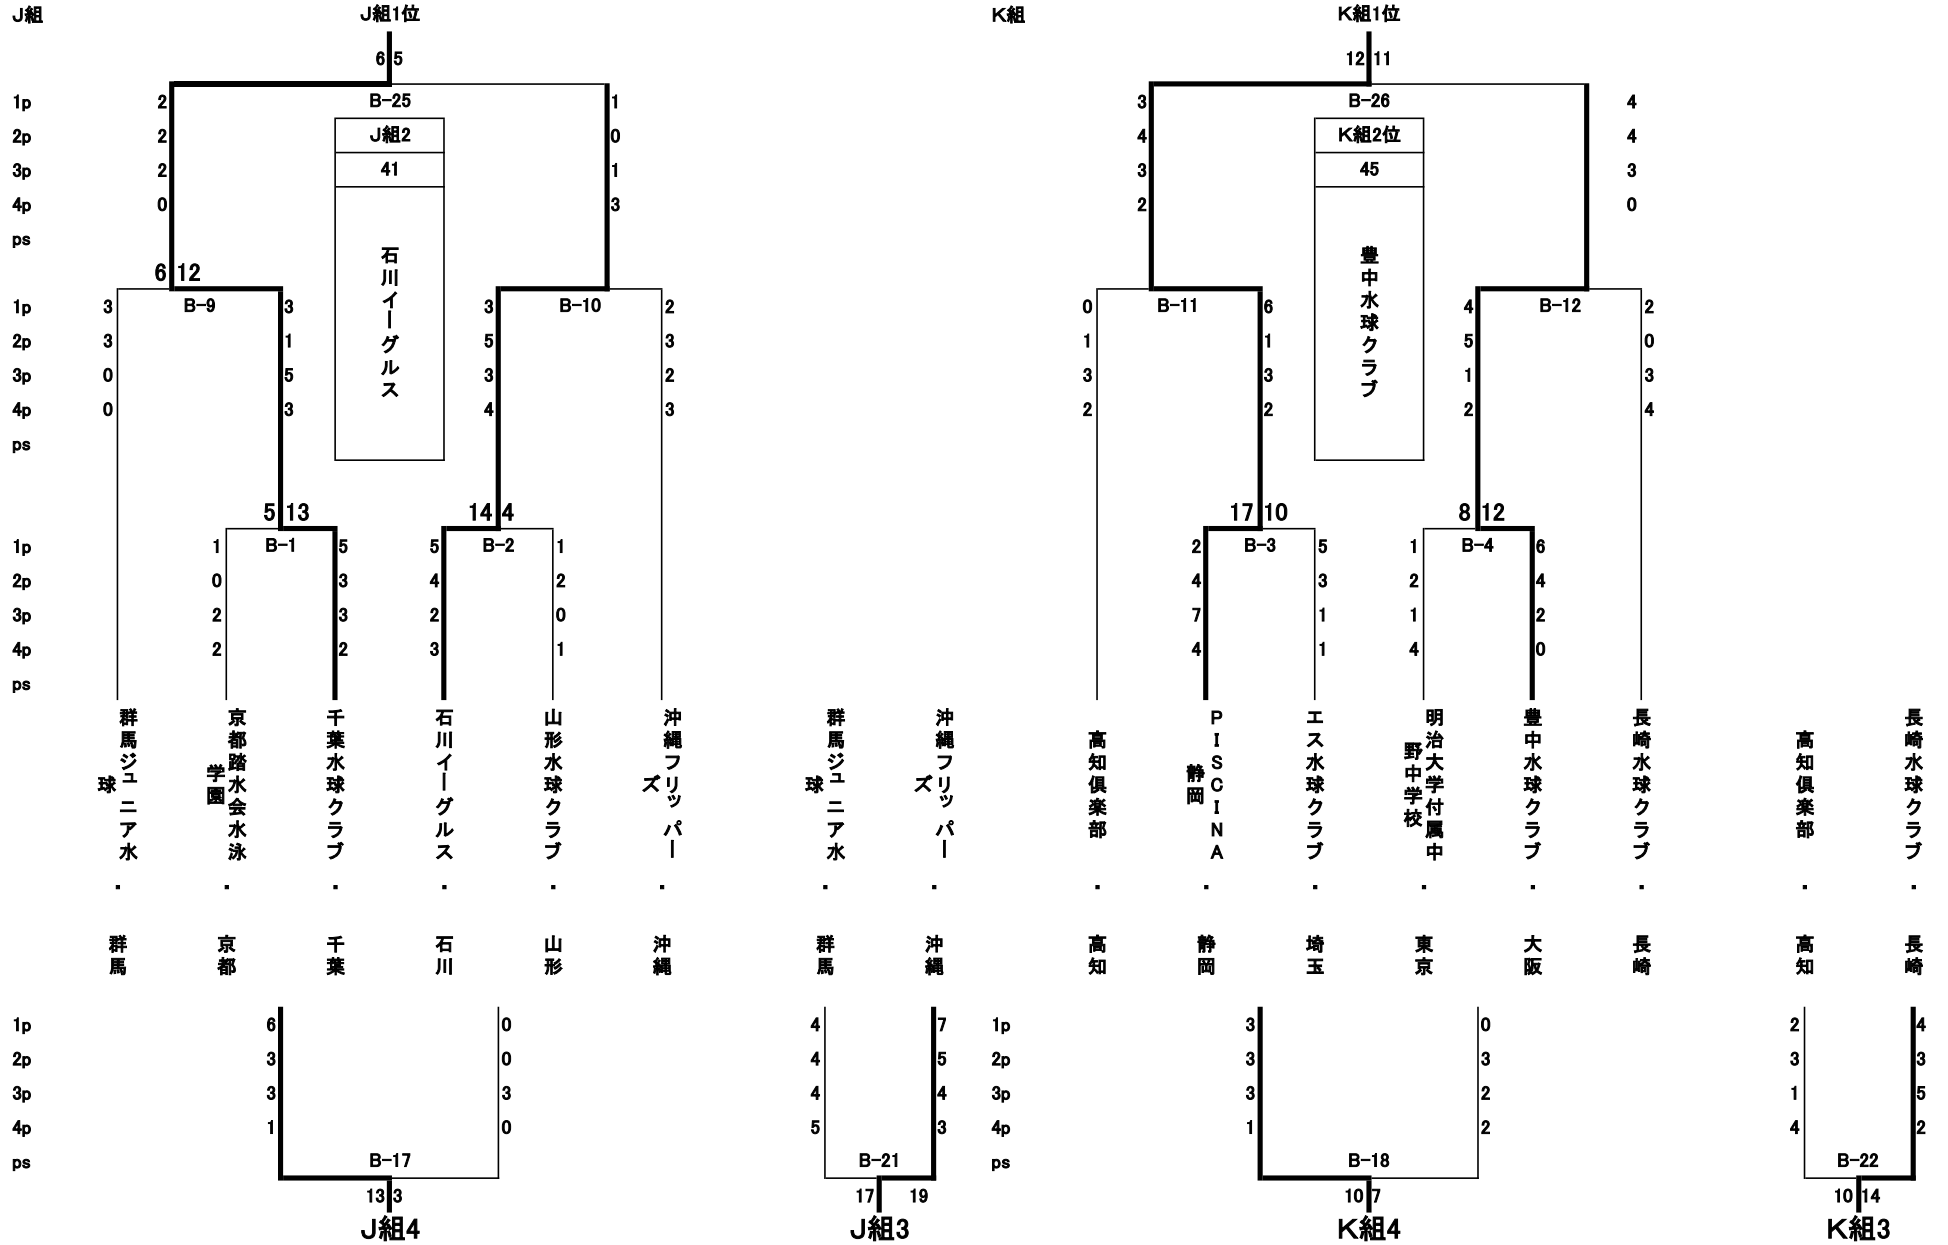 J組 J組1位 K組 K組1位
6 5 12 11
1p 2 B-25 1 3 B-26 4
2p 2 J組2 0 4 K組2位 4
3p 2 41 1 3 45 3
4p 0 3 2 0
ps
石川イーグルス
豊中水球クラブ
6 12
1p 3 B-9 3 3 B-10 2 0 B-11 6 4 B-12 2
2p 3 1 5 3 1 1 5 0
3p 0 5 3 2 3 3 1 3
4p 0 3 4 3 2 2 2 4
ps
5 13 14 4 17 10 8 12
1p 1 B-1 5 5 B-2 1 2 B-3 5 1 B-4 6
2p 0 3 4 2 4 3 2 4
3p 2 3 2 0 7 1 1 2
4p 2 2 3 1 4 1 4 0
ps
群馬ジュニア水球・群馬
京都踏水会水泳学園・京都
千葉水球クラブ・千葉
石川イーグルス・石川
山形水球クラブ・山形
沖縄フリッパーズ・沖縄
群馬ジュニア水球・群馬
沖縄フリッパーズ・沖縄
高知倶楽部・高知
PISCINA静岡・静岡
エス水球クラブ・埼玉
明治大学付属中野中学校・東京
豊中水球クラブ・大阪
長崎水球クラブ・長崎
高知倶楽部・高知
長崎水球クラブ・長崎
1p 6 0 4 7 1p 3 0 2 4
2p 3 0 4 5 2p 3 3 3 3
3p 3 3 4 4 3p 3 2 1 5
4p 1 0 5 3 4p 1 2 4 2
ps B-17 B-21 ps B-18 B-22
13 3 17 19 10 7 10 14
J組4 J組3 K組4 K組3